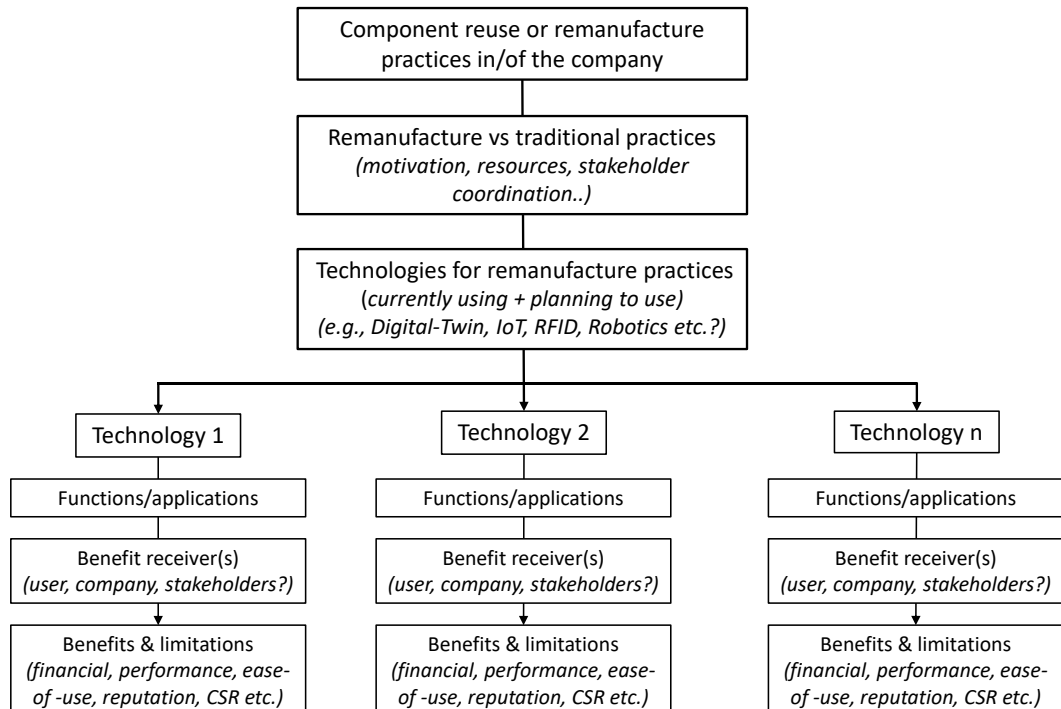 Component reuse or remanufacture
practices in/of the company
Remanufacture vs traditional practices
(motivation, resources, stakeholder
coordination..)
Technologies for remanufacture practices
(currently using + planning to use)
(e.g., Digital-Twin, IoT, RFID, Robotics etc.?)
Technology 1
Technology 2
Technology n
Functions/applications
Functions/applications
Functions/applications
Benefit receiver(s)
(user, company, stakeholders?)
Benefit receiver(s)
(user, company, stakeholders?)
Benefit receiver(s)
(user, company, stakeholders?)
Benefits & limitations
(financial, performance, ease-
of -use, reputation, CSR etc.)
Benefits & limitations
(financial, performance, ease-
of -use, reputation, CSR etc.)
Benefits & limitations
(financial, performance, ease-
of -use, reputation, CSR etc.)